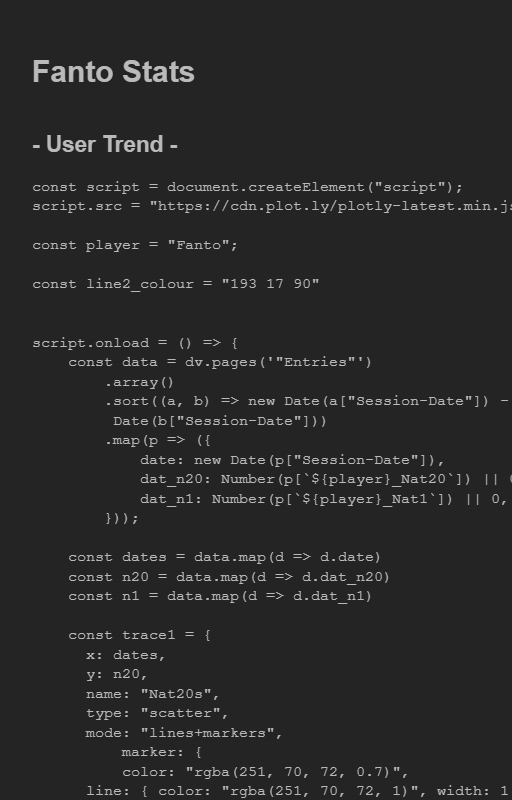 Fanto Stats
- User Trend -
const script = document.createElement("script");
script.src = "https://cdn.plot.ly/plotly-latest.min.js
const player = "Fanto";
const line2_colour = "193 17 90"
script.onload = () => {
const data = dv.pages('"Entries"')
.array()
.sort((a, b) => new Date(a["Session-Date"]) -
Date(b["Session-Date"]))
.map(p => ({
date: new Date(p["Session-Date"]),
dat_n20: Number(p[`${player}_Nat20`]) || 0
dat_n1: Number(p[`${player}_Nat1`]) || 0,
}));
const dates = data.map(d => d.date)
const n20 = data.map(d => d.dat_n20)
const n1 = data.map(d => d.dat_n1)
const trace1 = {
x: dates,
y: n20,
name: "Nat20s",
type: "scatter",
mode: "lines+markers",
marker: {
color: "rgba(251, 70, 72, 0.7)",
line: { color: "rgba(251, 70, 72, 1)", width: 1